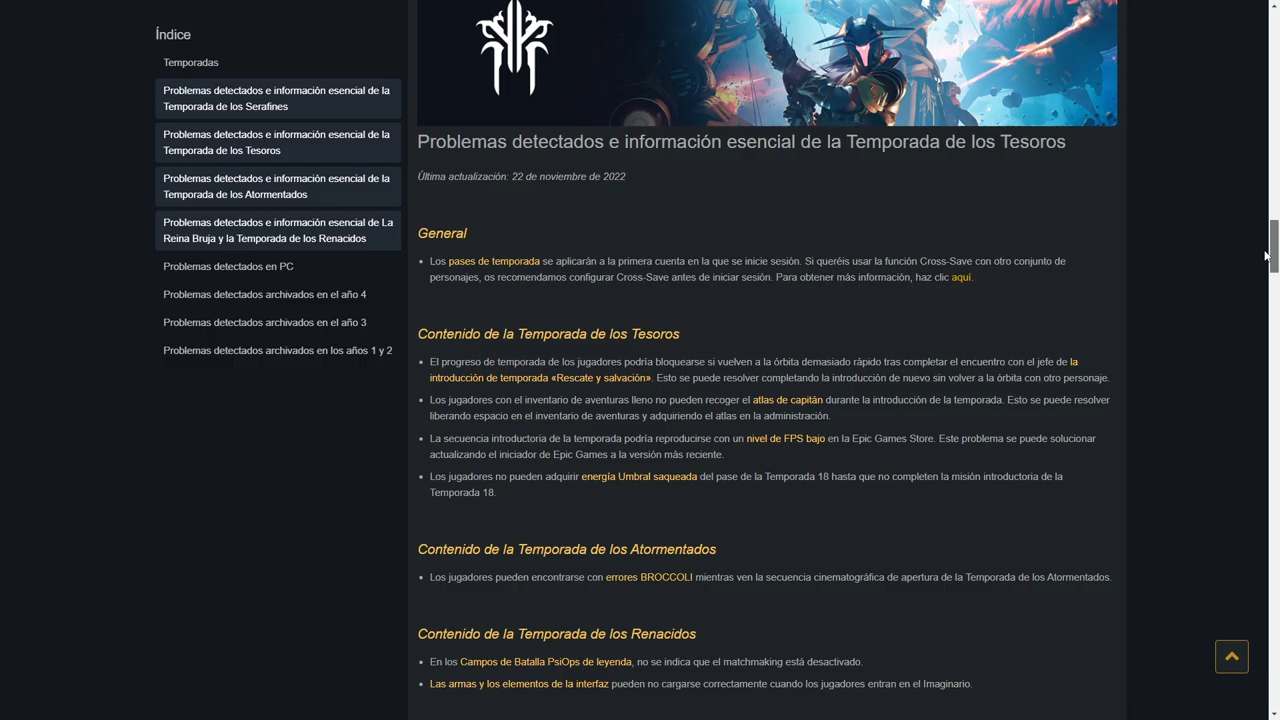 Índice
Temporadas
Problemas detectados e información esencial de la
Temporada de los Serafines
Problemas detectados e información esencial de la
Temporada de los Tesoros
Problemas detectados e información esencial de la
Temporada de los Atormentados
Problemas detectados e información esencial de La
Reina Bruja y la Temporada de los Renacidos
Problemas detectados en PC
Problemas detectados archivados en el año 4
Problemas detectados archivados en el año 3
Problemas detectados archivados en los años 1 y 2
Problemas detectados e información esencial de la Temporada de los Tesoros
Última actualización: 22 de noviembre de 2022
General
• Los pases de temporada se aplicarán a la primera cuenta en la que se inicie sesión. Si queréis usar la función Cross-Save con otro conjunto de
personajes, os recomendamos configurar Cross-Save antes de iniciar sesión. Para obtener más información, haz clic aquí.
Contenido de la Temporada de los Tesoros
• El progreso de temporada de los jugadores podría bloquearse si vuelven a la órbita demasiado rápido tras completar el encuentro con el jefe de la
introducción de temporada «Rescate y salvación». Esto se puede resolver completando la introducción de nuevo sin volver a la órbita con otro personaje.
• Los jugadores con el inventario de aventuras lleno no pueden recoger el atlas de capitán durante la introducción de la temporada. Esto se puede resolver
liberando espacio en el inventario de aventuras y adquiriendo el atlas en la administración.
• La secuencia introductoria de la temporada podría reproducirse con un nivel de FPS bajo en la Epic Games Store. Este problema se puede solucionar
actualizando el iniciador de Epic Games a la versión más reciente.
• Los jugadores no pueden adquirir energía Umbral saqueada del pase de la Temporada 18 hasta que no completen la misión introductoria de la
Temporada 18.
Contenido de la Temporada de los Atormentados
• Los jugadores pueden encontrarse con errores BROCCOLI mientras ven la secuencia cinematográfica de apertura de la Temporada de los Atormentados.
Contenido de la Temporada de los Renacidos
• En los Campos de Batalla PsiOps de leyenda, no se indica que el matchmaking está desactivado.
• Las armas y los elementos de la interfaz pueden no cargarse correctamente cuando los jugadores entran en el Imaginario.